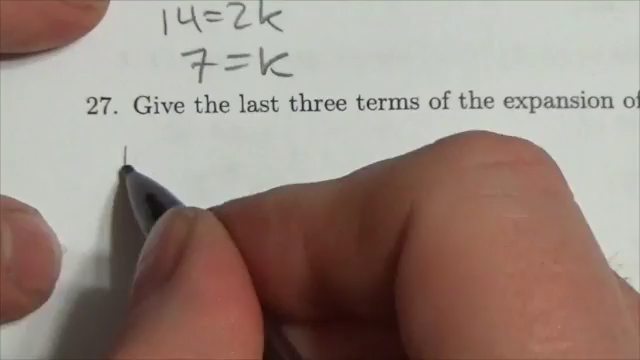 14=2k
7=k
27. Give the last three terms of the expansion of